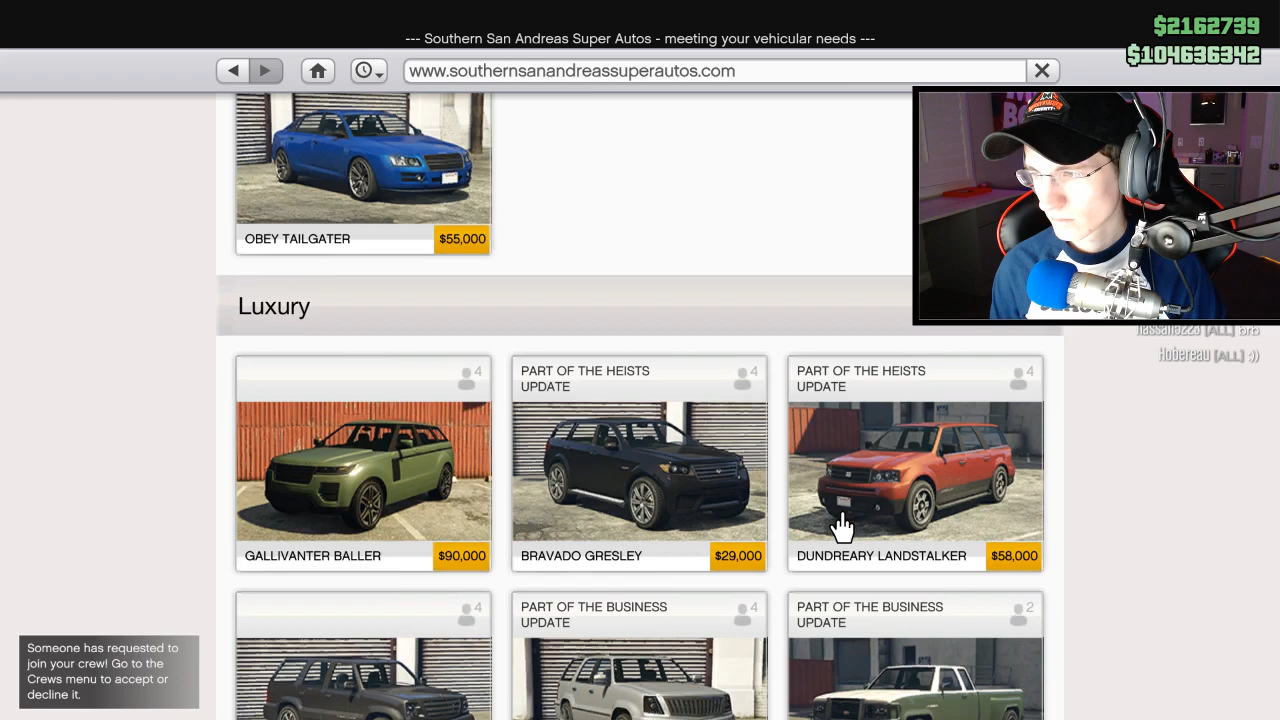 $2162739
--- Southern San Andreas Super Autos - meeting your vehicular needs ---
$104636342
www.southernsanandreassuperautos.com
OBEY TAILGATER
$55,000
Luxury
hassan5223 [ALL] brb
Hobereau [ALL] :))
4
PART OF THE HEISTS
UPDATE
4
PART OF THE HEISTS
UPDATE
4
GALLIVANTER BALLER
$90,000
BRAVADO GRESLEY
$29,000
DUNDREARY LANDSTALKER
$58,000
4
PART OF THE BUSINESS
UPDATE
4
PART OF THE BUSINESS
UPDATE
2
Someone has requested to
join your crew! Go to the
Crews menu to accept or
decline it.